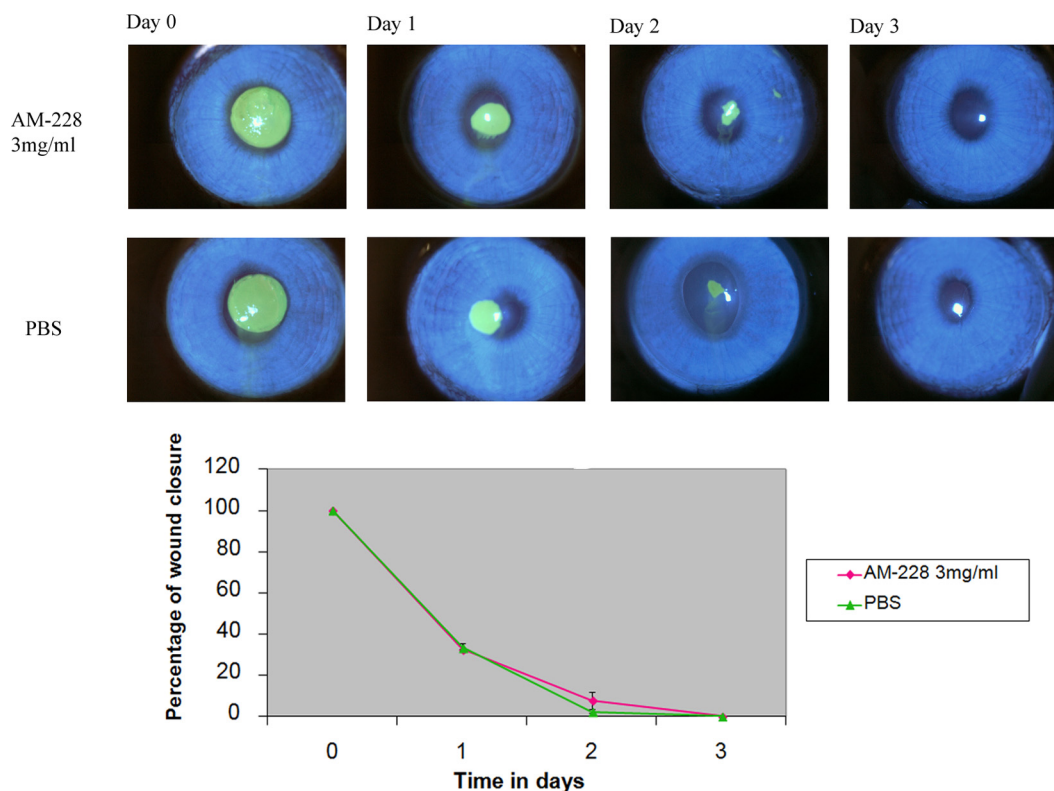 Day 0 Day 1 Day 2 Day 3
AM-228
3mg/ml
PBS
Percentage of wound closure
120
100
80
60
40
20
0
0 1 2 3
Time in days
AM-228 3mg/ml
PBS